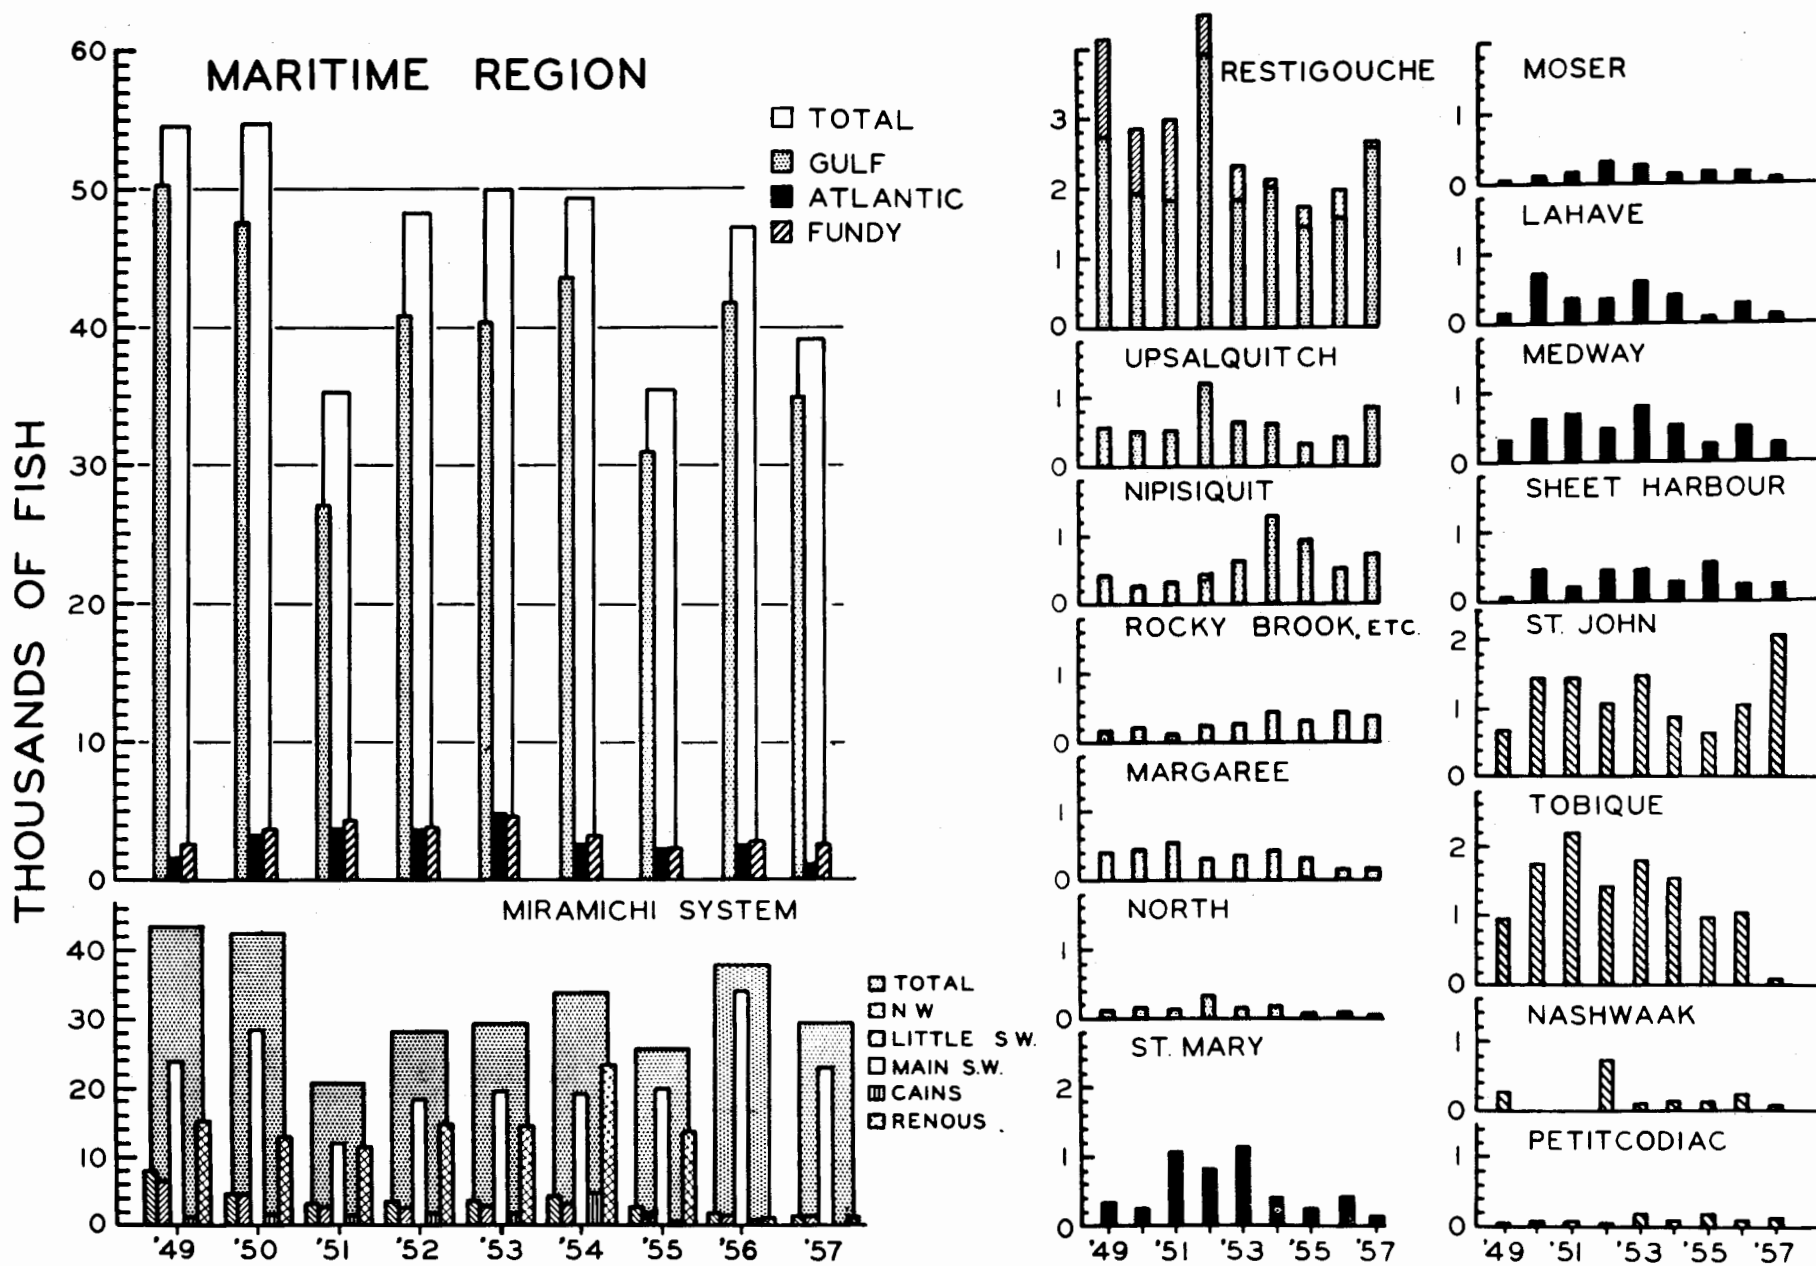 THOUSANDS OF FISH
MARITIME REGION
TOTAL
GULF
ATLANTIC
FUNDY
60
50
40
30
20
10
0
MIRAMICHI SYSTEM
TOTAL
NW
LITTLE S W.
MAIN S.W.
CAINS
RENOUS
40
30
20
10
0
'49 '50 '51 '52 '53 '54 '55 '56 '57
RESTIGOUCHE
3
2
1
0
UPSALQUITCH
1
0
NIPISIQUIT
1
0
ROCKY BROOK, ETC.
1
0
MARGAREE
1
0
NORTH
1
0
ST. MARY
2
1
0
'49 '51 '53 '55 '57
MOSER
1
0
LAHAVE
1
0
MEDWAY
1
0
SHEET HARBOUR
1
0
ST. JOHN
2
1
0
TOBIQUE
2
1
0
NASHWAAK
1
0
PETITCODIAC
1
0
'49 '51 '53 '55 '57